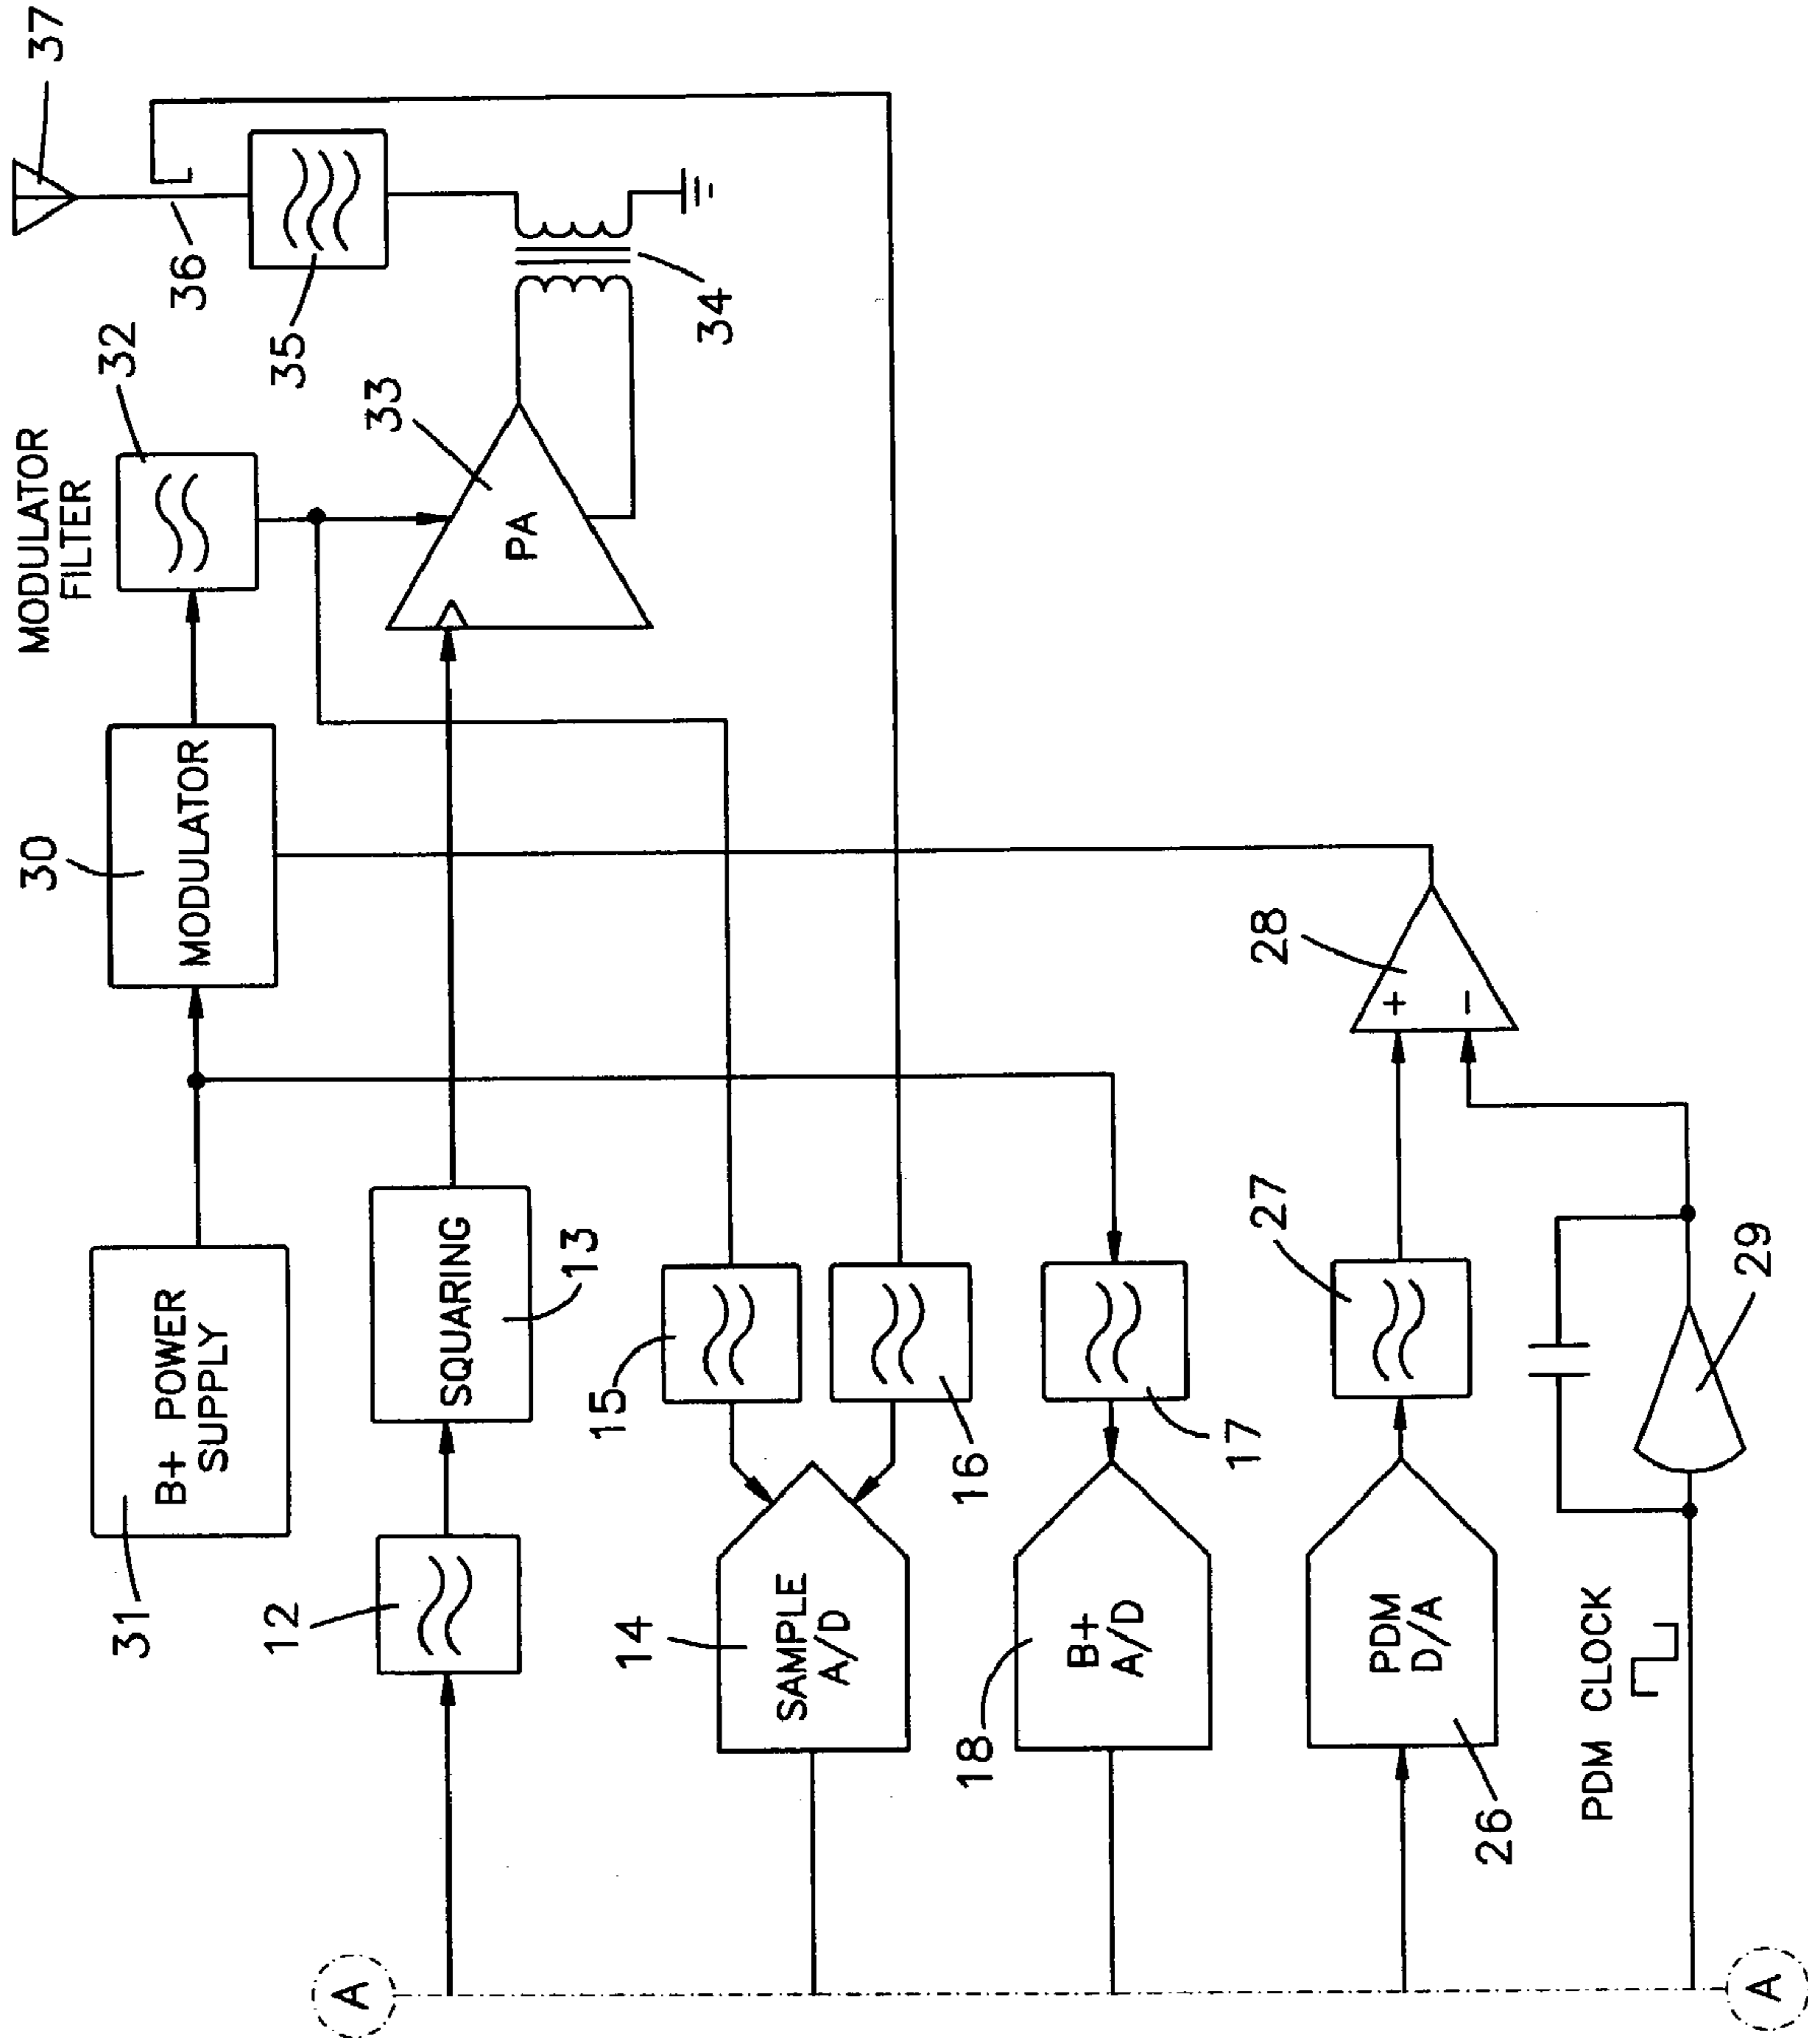 37
36
35
34
32
MODULATOR
FILTER
33
PA
30
MODULATOR
28
+
-
31
B+ POWER
SUPPLY
SQUARING
13
12
15
16
14
SAMPLE
A/D
17
18
B+
A/D
27
26
PDM
D/A
29
PDM CLOCK
A
A